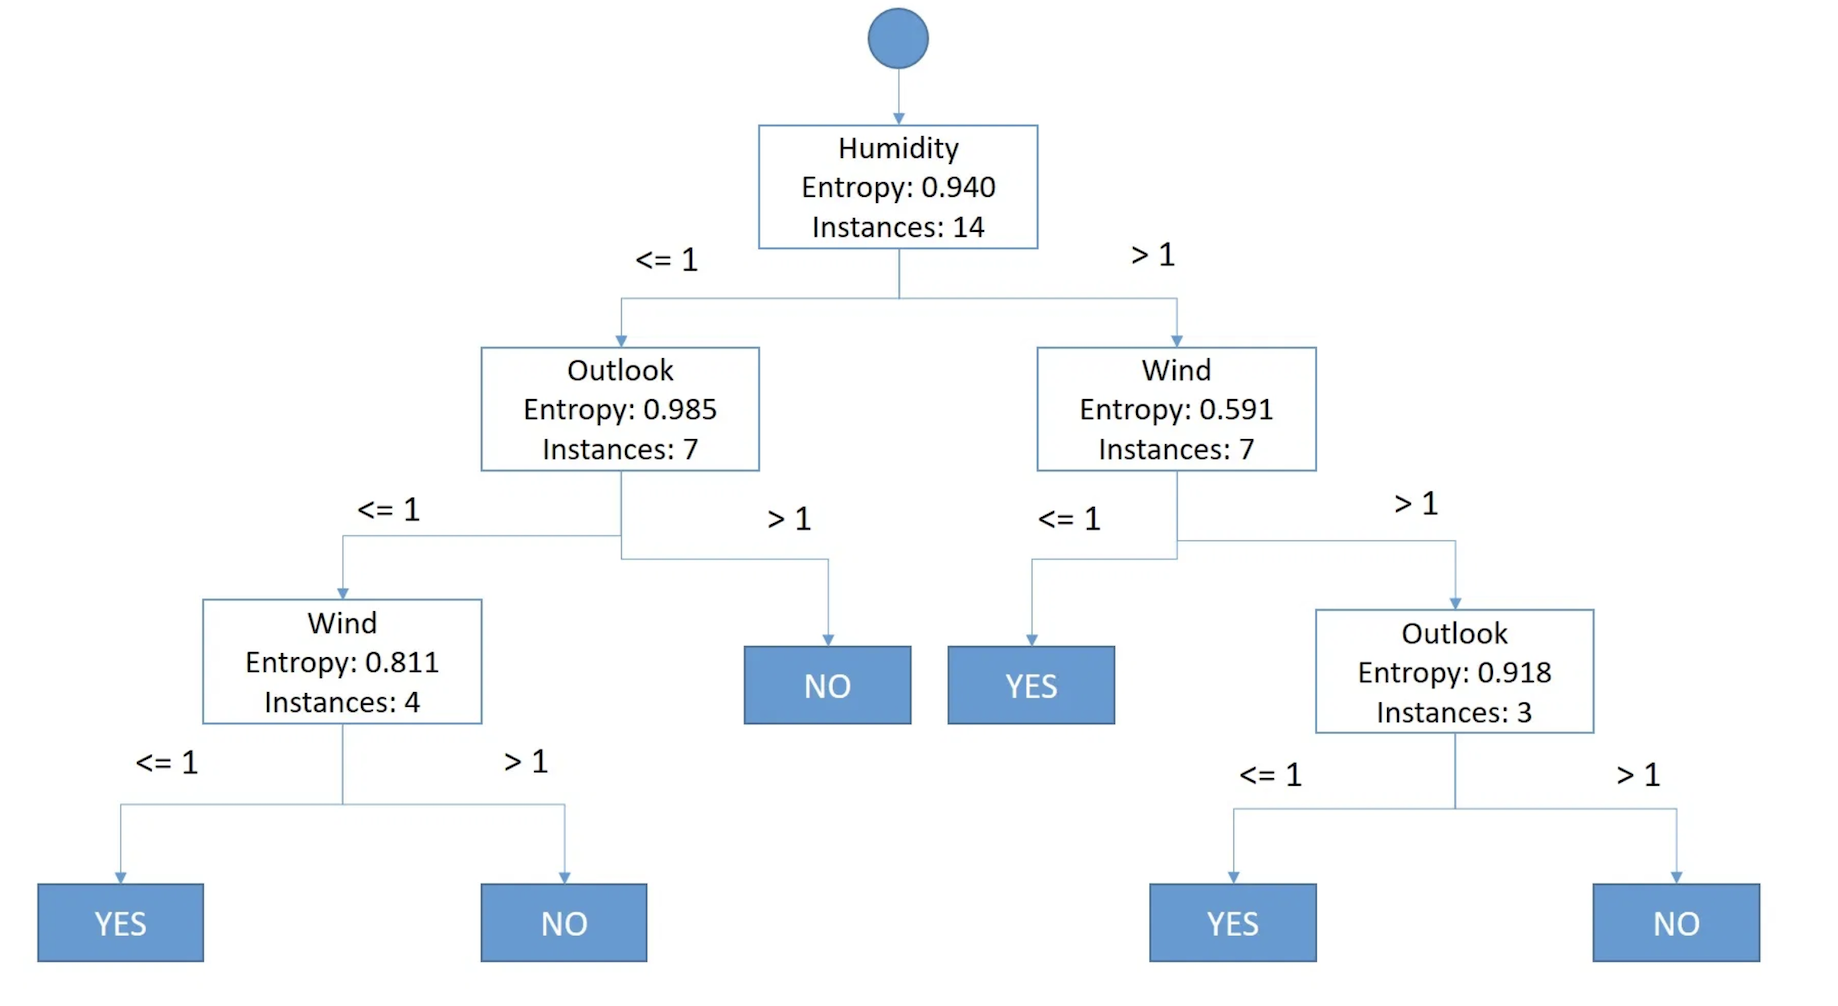 Humidity
Entropy: 0.940
Instances: 14
<= 1
> 1
Outlook
Entropy: 0.985
Instances: 7
Wind
Entropy: 0.591
Instances: 7
<= 1
> 1
<= 1
> 1
Wind
Entropy: 0.811
Instances: 4
NO
YES
Outlook
Entropy: 0.918
Instances: 3
<= 1
> 1
<= 1
> 1
YES
NO
YES
NO